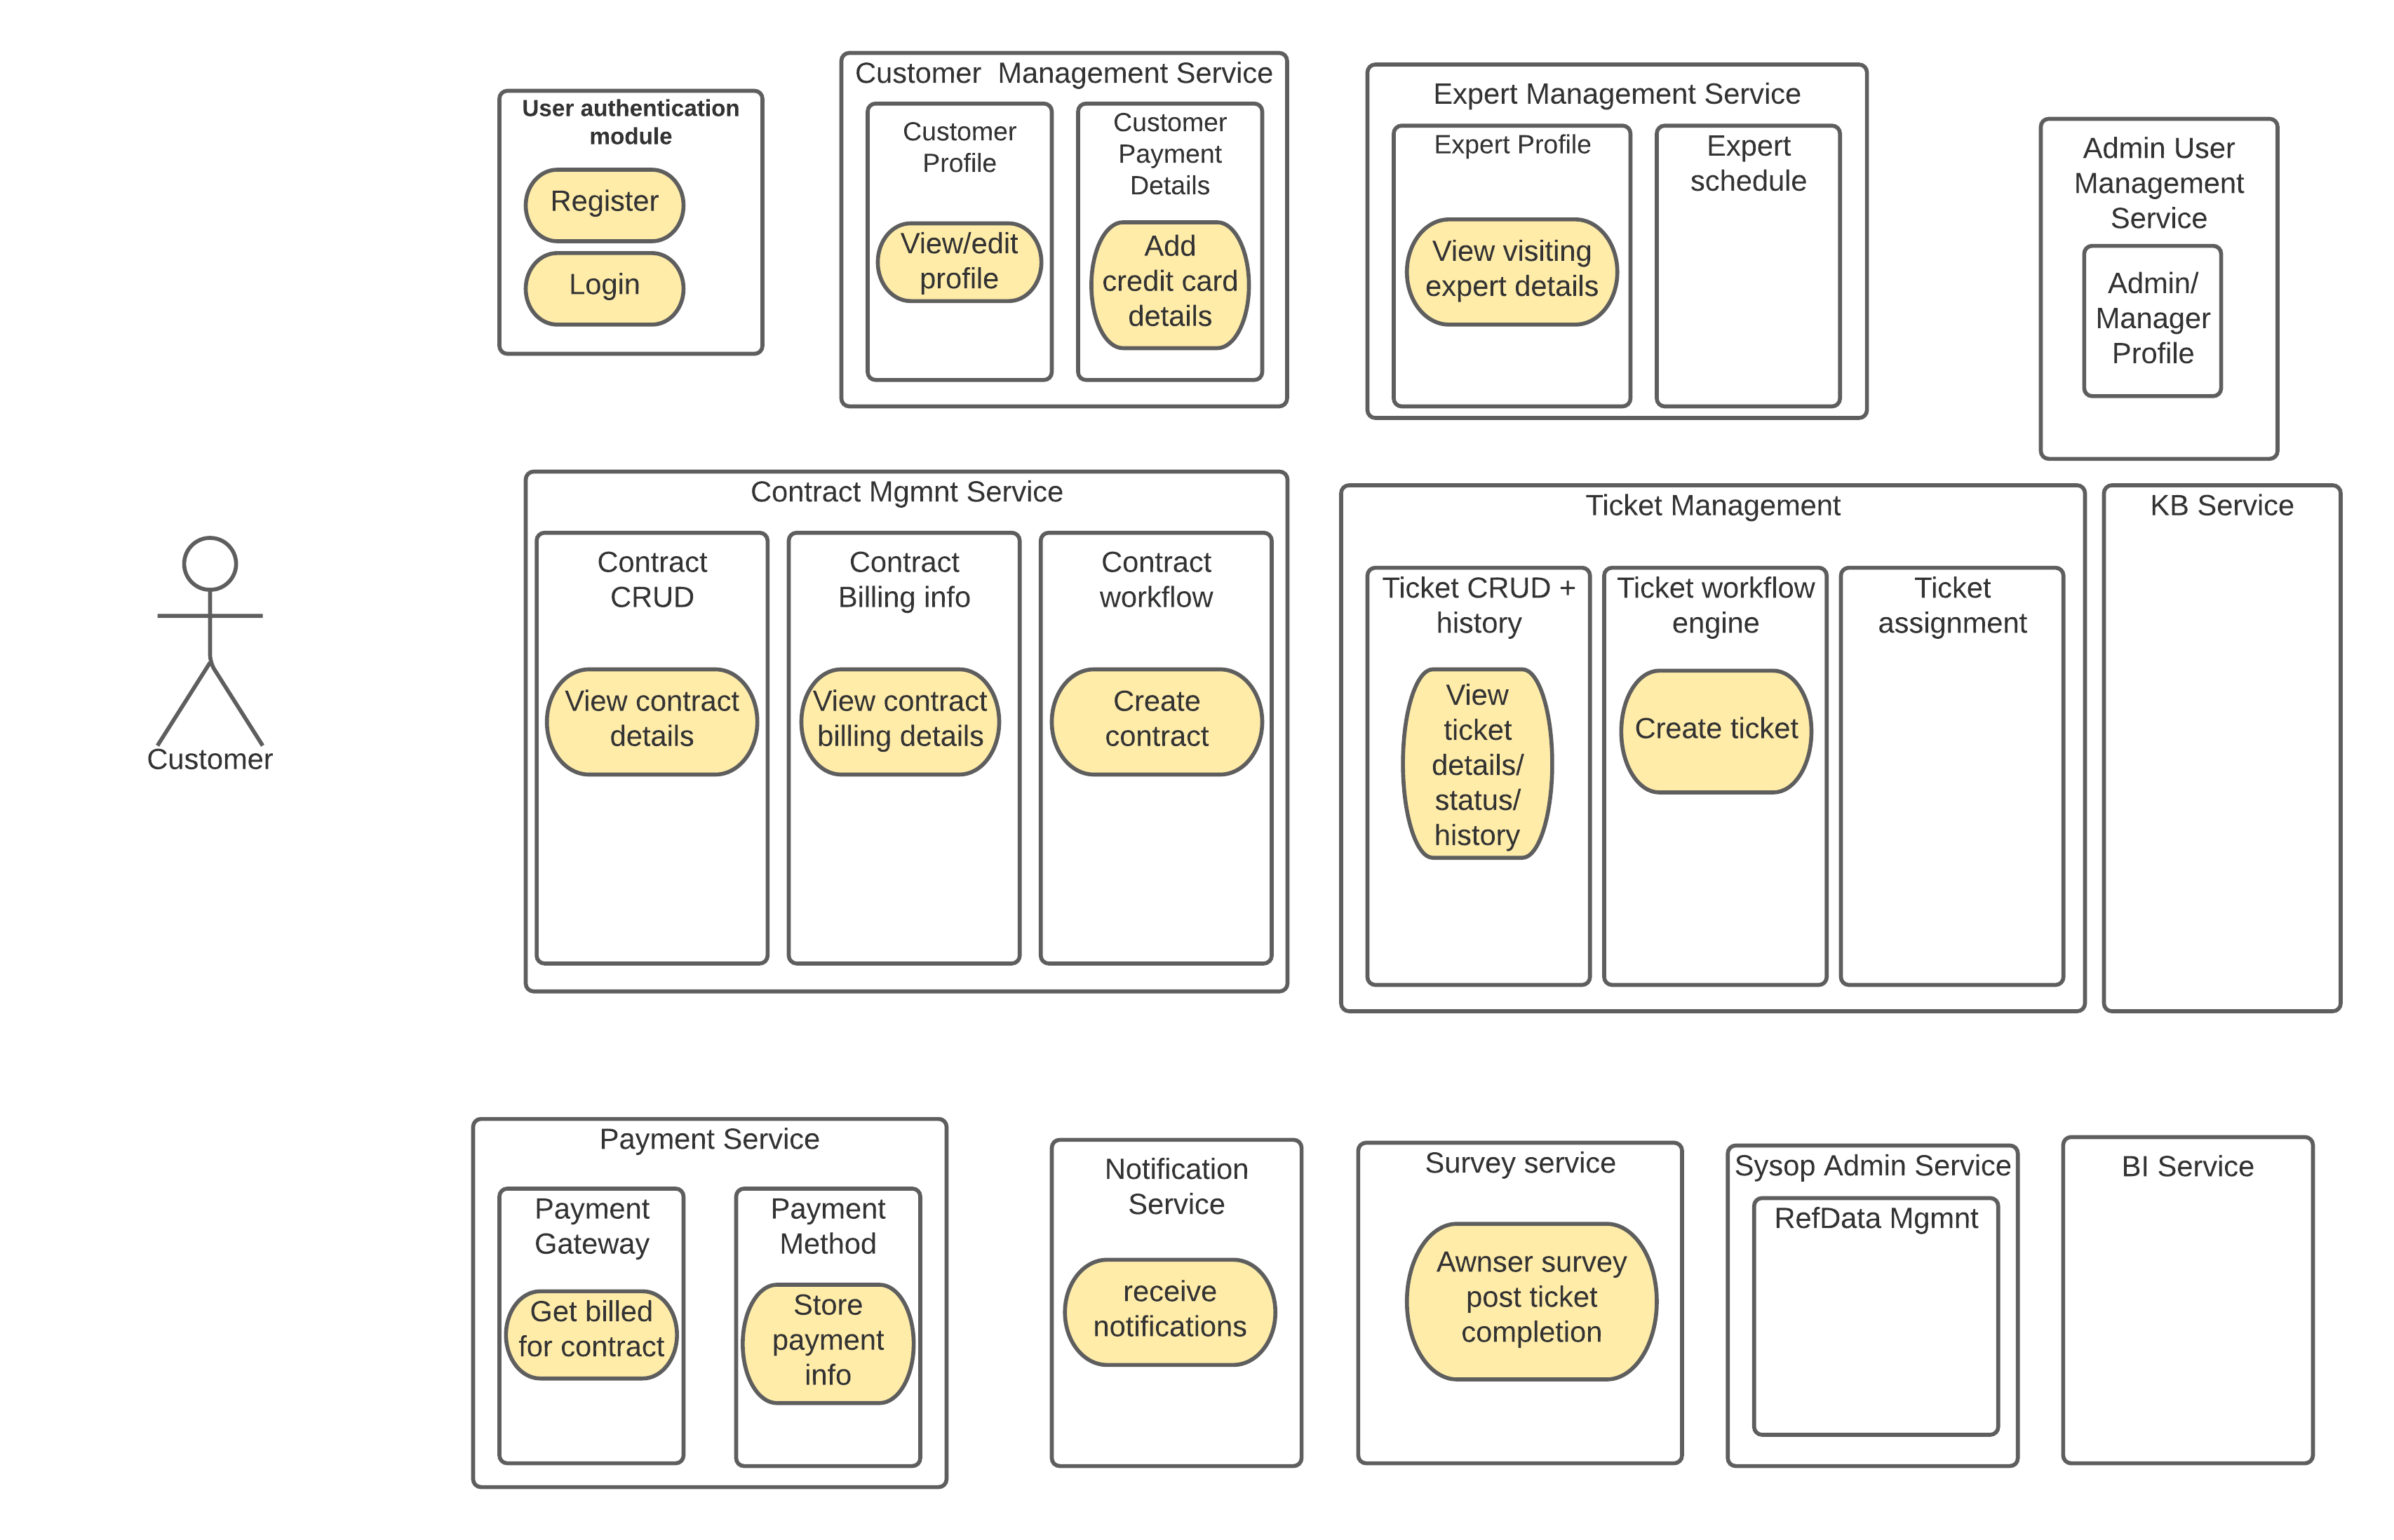 User authentication
module
Register
Login
Customer  Management Service
Customer
Profile
View/edit
profile
Customer
Payment
Details
Add
credit card
details
Expert Management Service
Expert Profile
View visiting
expert details
Expert
schedule
Admin User
Management
Service
Admin/
Manager
Profile
Customer
Contract Mgmnt Service
Contract
CRUD
View contract
details
Contract
Billing info
View contract
billing details
Contract
workflow
Create
contract
Ticket Management
Ticket CRUD +
history
View
ticket
details/
status/
history
Ticket workflow
engine
Create ticket
Ticket
assignment
KB Service
Payment Service
Payment
Gateway
Get billed
for contract
Payment
Method
Store
payment
info
Notification
Service
receive
notifications
Survey service
Awnser survey
post ticket
completion
Sysop Admin Service
RefData Mgmnt
BI Service